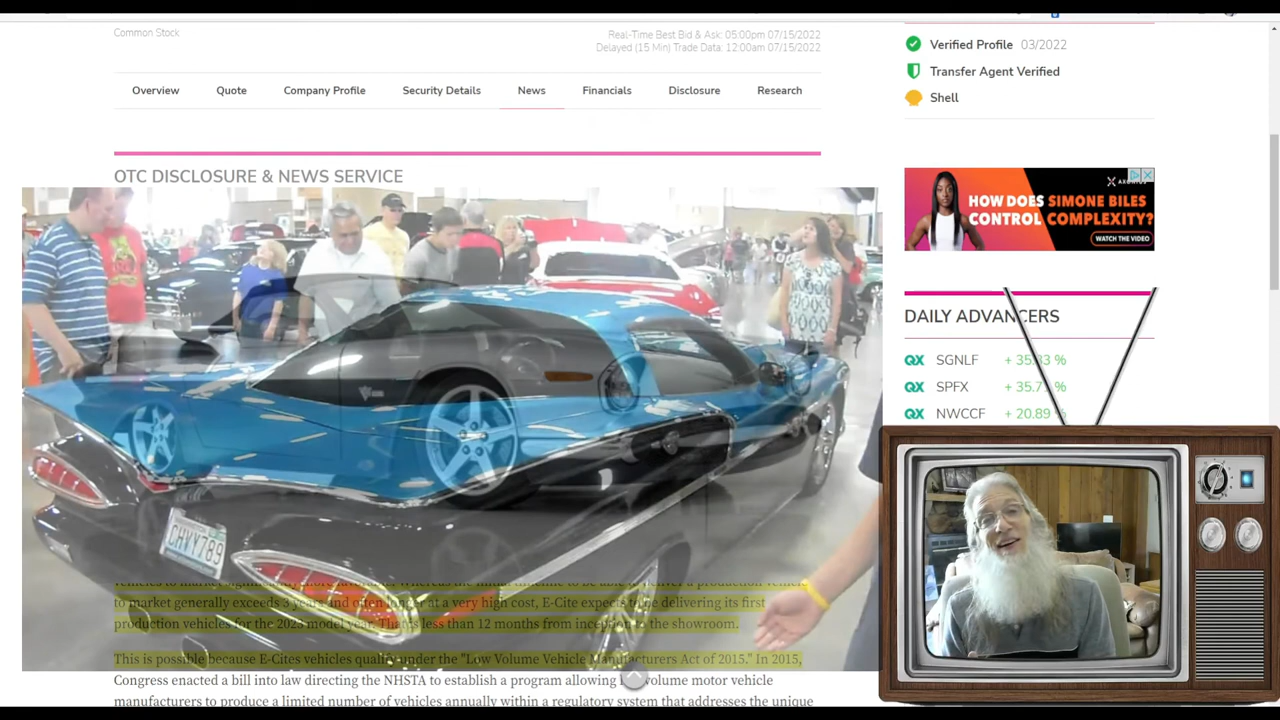 Common Stock
Real-Time Best Bid & Ask: 05:00pm 07/15/2022
Delayed (15 Min) Trade Data: 12:00am 07/15/2022
Overview Quote Company Profile Security Details News Financials Disclosure Research
Verified Profile 03/2022
Transfer Agent Verified
Shell
OTC DISCLOSURE & NEWS SERVICE
HOW DOES SIMONE BILES
CONTROL COMPLEXITY?
WATCH THE VIDEO
DAILY ADVANCERS
QX SGNLF
QX SPFX
QX NWCCF + 20.89
CHVY789
to market generally exceeds 3 years and often longer at a very high cost, E-Cite expects to be delivering its first
production vehicles for the 2023 model year. That is less than 12 months from inception to the showroom.
This is possible because E-Cites vehicles qualify under the "Low Volume Vehicle Manufacturers Act of 2015." In 2015,
Congress enacted a bill into law directing the NHSTA to establish a program allowing volume motor vehicle
manufacturers to produce a limited number of vehicles annually within a regulatory system that addresses the unique